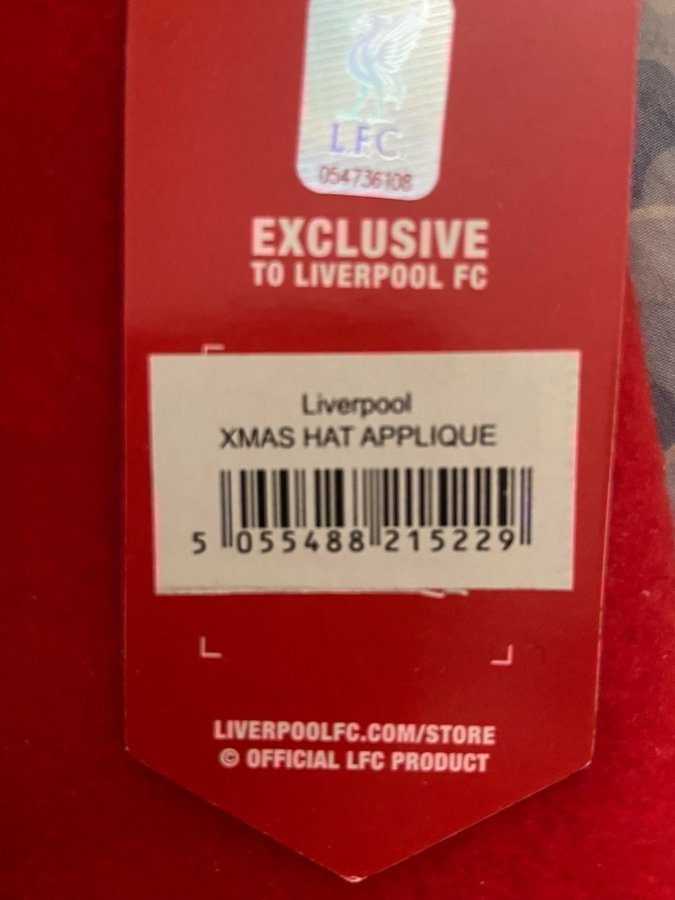 L.F.C.
054736108
EXCLUSIVE
TO LIVERPOOL FC
Liverpool
XMAS HAT APPLIQUE
5 055488 215229
LIVERPOOLFC.COM/STORE
© OFFICIAL LFC PRODUCT